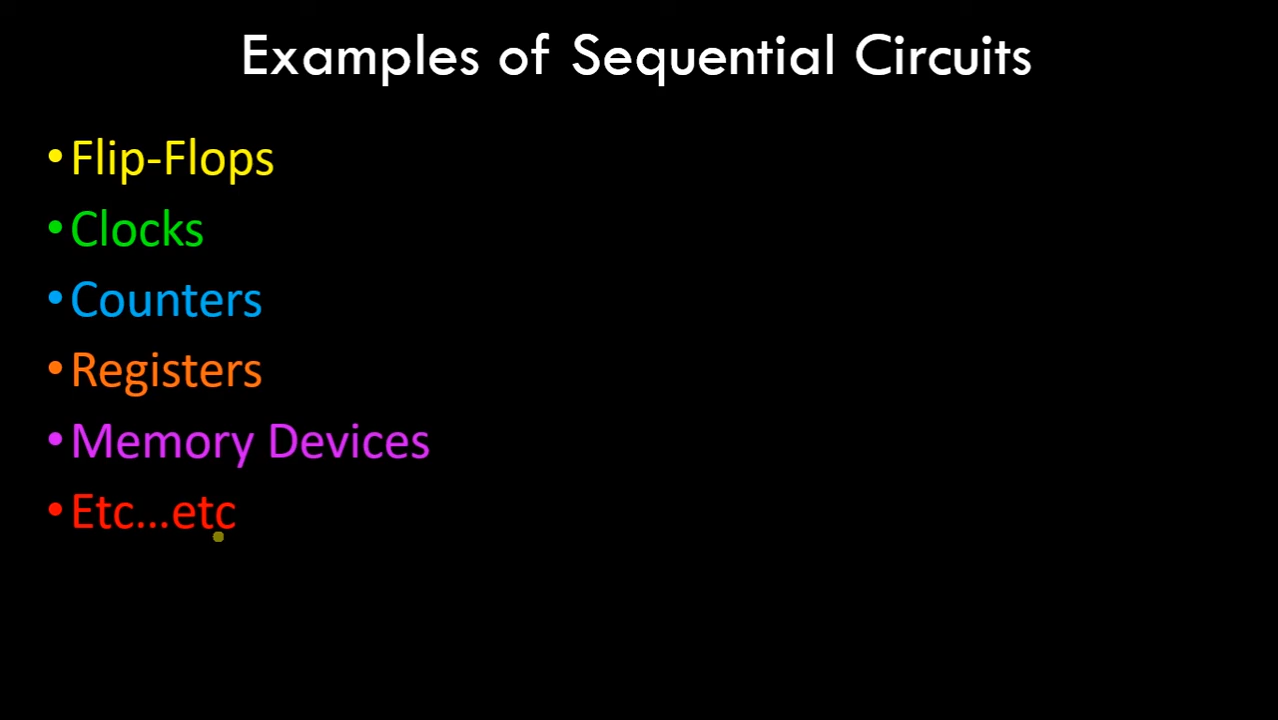 Examples of Sequential Circuits
•Flip-Flops
•Clocks
•Counters
•Registers
•Memory Devices
•Etc...etc